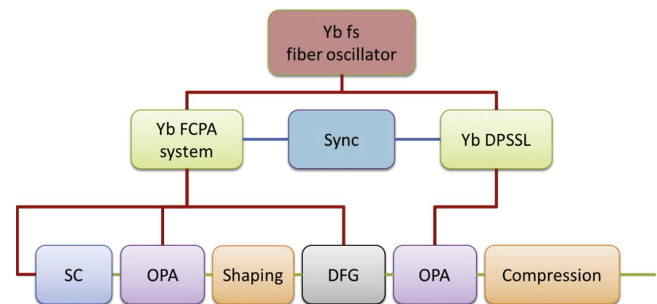 Yb fs
fiber oscillator
Yb FCPA
system
Sync
Yb DPSSL
SC
OPA
Shaping
DFG
OPA
Compression